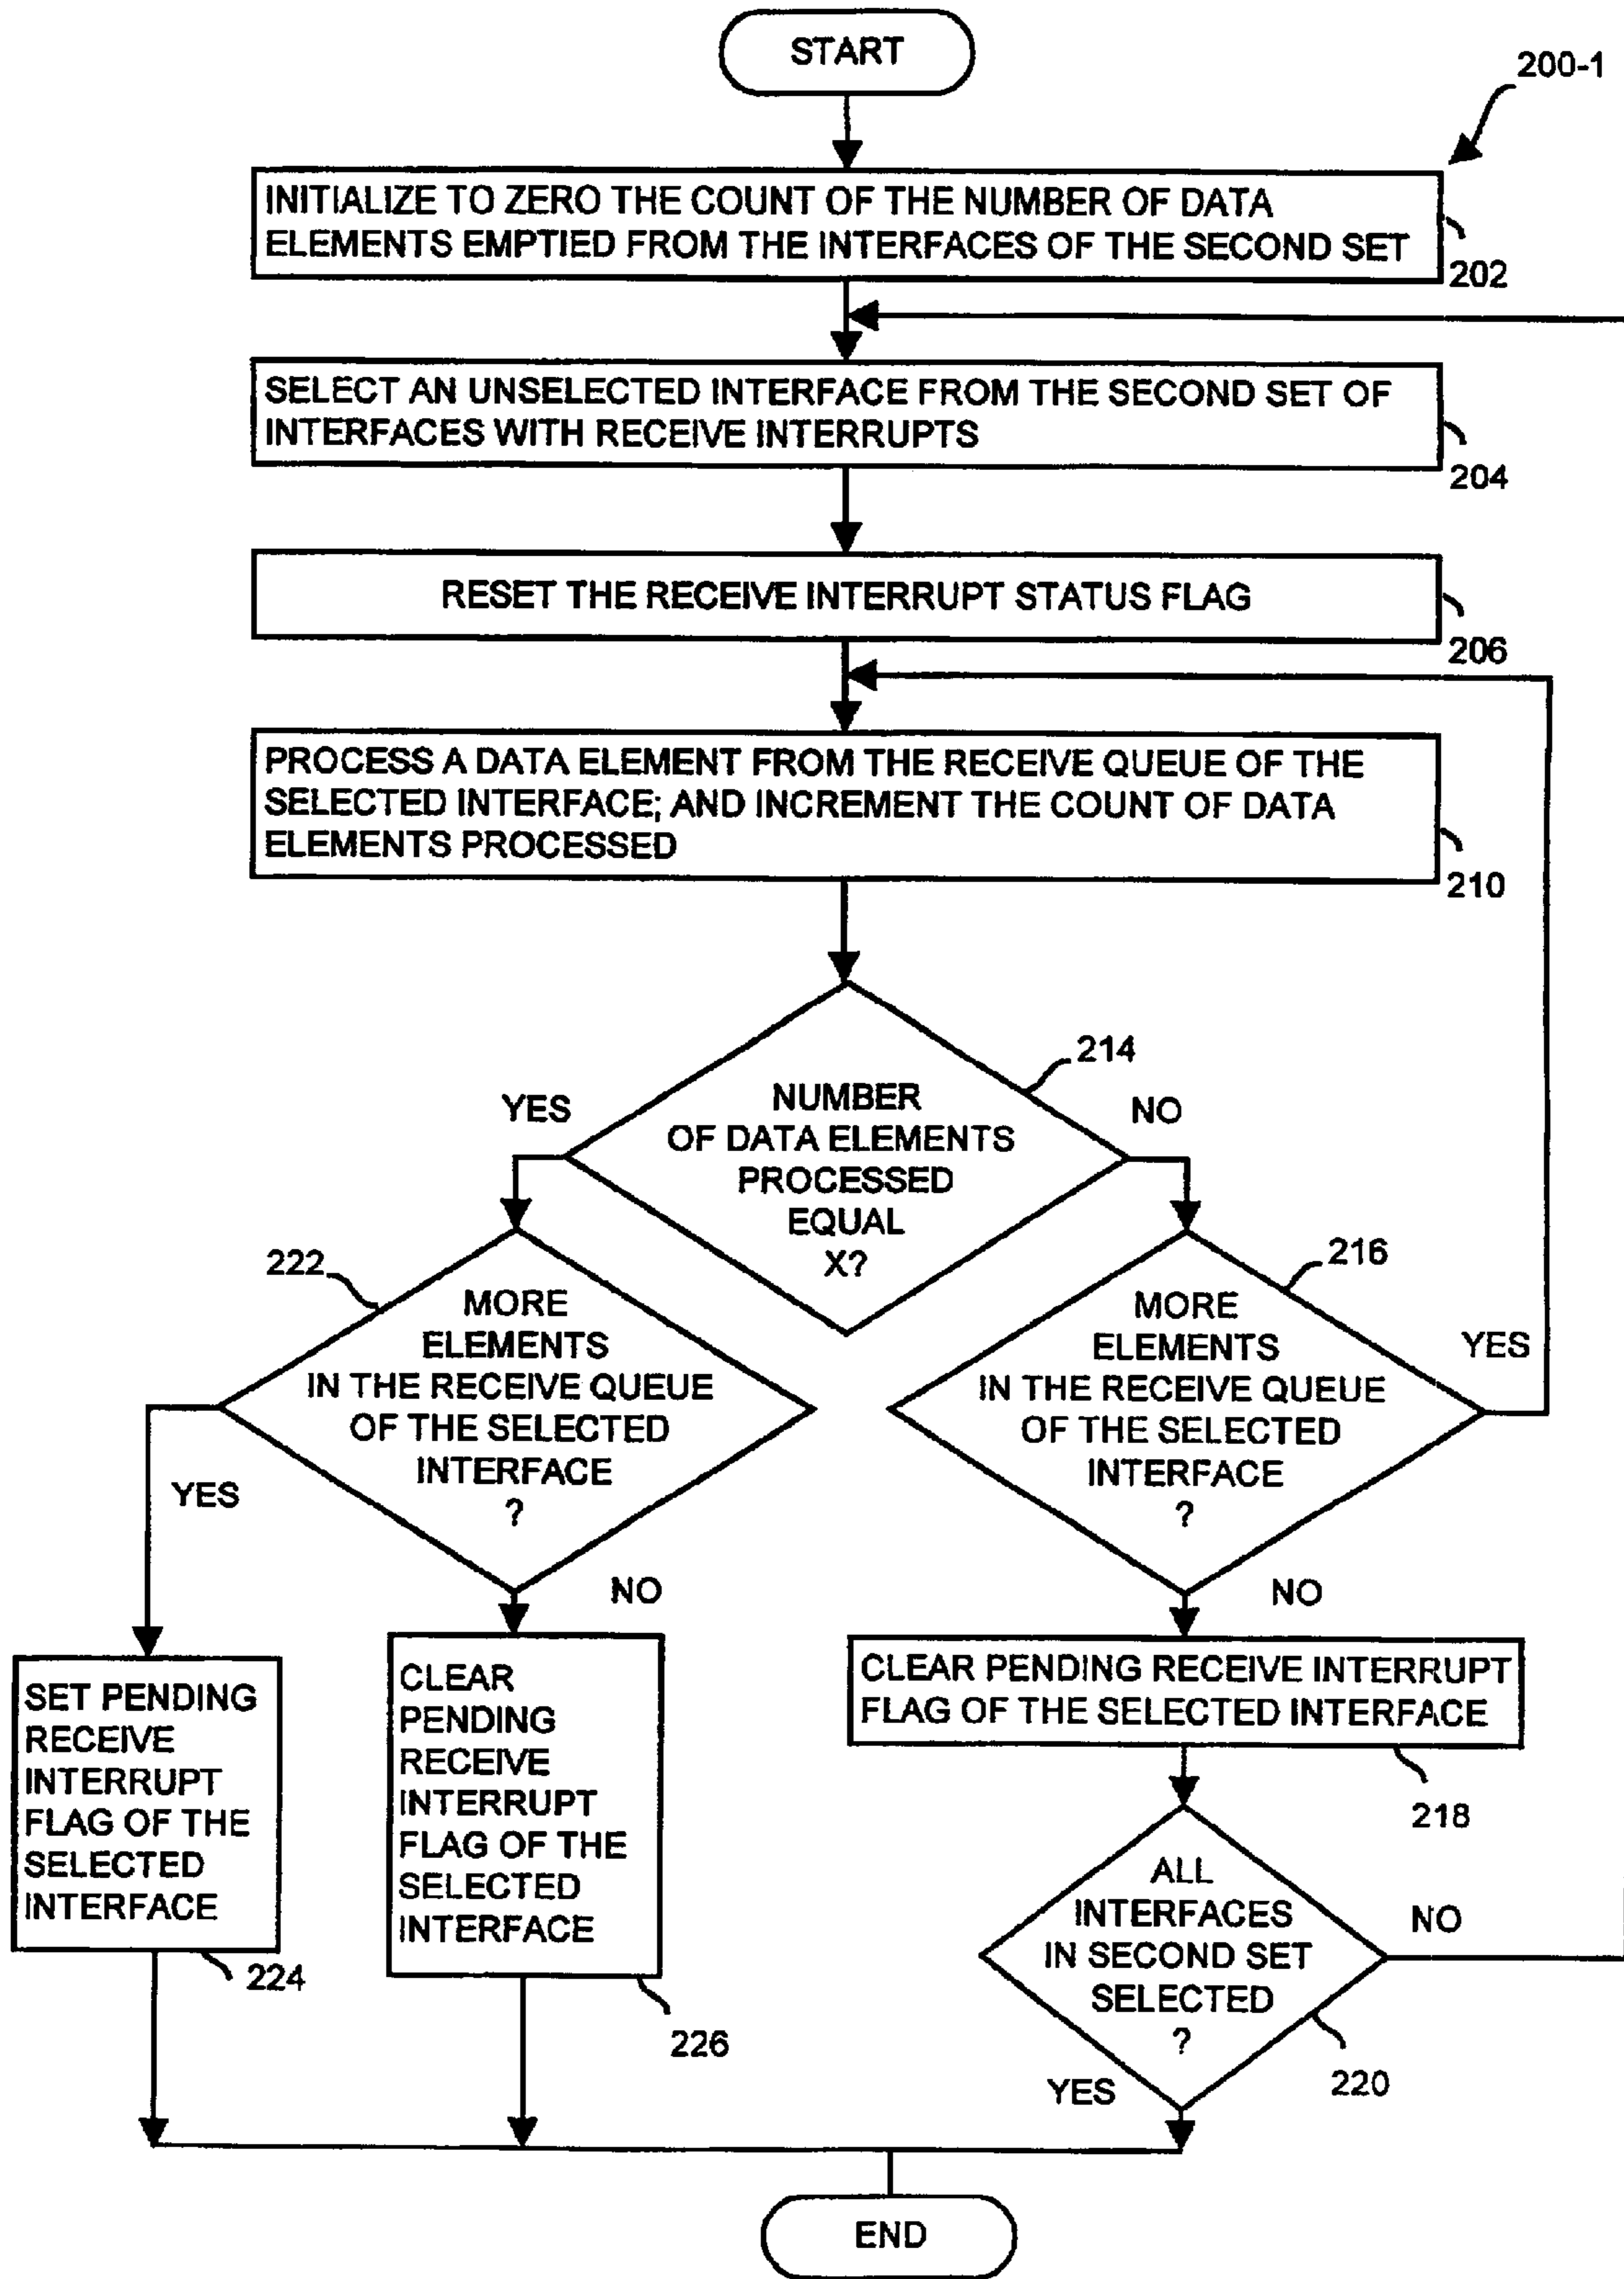 START
200-1
INITIALIZE TO ZERO THE COUNT OF THE NUMBER OF DATA
ELEMENTS EMPTIED FROM THE INTERFACES OF THE SECOND SET
202
SELECT AN UNSELECTED INTERFACE FROM THE SECOND SET OF
INTERFACES WITH RECEIVE INTERRUPTS
204
RESET THE RECEIVE INTERRUPT STATUS FLAG
206
PROCESS A DATA ELEMENT FROM THE RECEIVE QUEUE OF THE
SELECTED INTERFACE; AND INCREMENT THE COUNT OF DATA
ELEMENTS PROCESSED
210
214
YES
NUMBER
OF DATA ELEMENTS
PROCESSED
EQUAL
X?
NO
222
MORE
ELEMENTS
IN THE RECEIVE QUEUE
OF THE SELECTED
INTERFACE
?
YES
NO
216
MORE
ELEMENTS
IN THE RECEIVE QUEUE
OF THE SELECTED
INTERFACE
?
YES
NO
SET PENDING
RECEIVE
INTERRUPT
FLAG OF THE
SELECTED
INTERFACE
224
CLEAR
PENDING
RECEIVE
INTERRUPT
FLAG OF THE
SELECTED
INTERFACE
226
CLEAR PENDING RECEIVE INTERRUPT
FLAG OF THE SELECTED INTERFACE
218
ALL
INTERFACES
IN SECOND SET
SELECTED
?
NO
220
YES
END